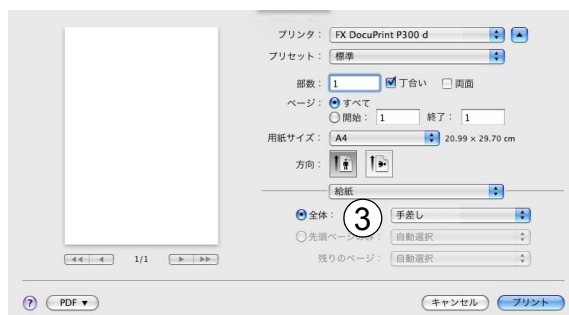 プリンタ： FX DocuPrint P300 d
プリセット： 標準
部数： 1 丁合い 両面
ページ： すべて
開始： 1 終了： 1
用紙サイズ： A4 20.99 × 29.70 cm
方向：
給紙
全体： 3 手差し
先頭ページのみ： 自動選択
残りのページ： 自動選択
1/1
? PDF ▼ キャンセル プリント